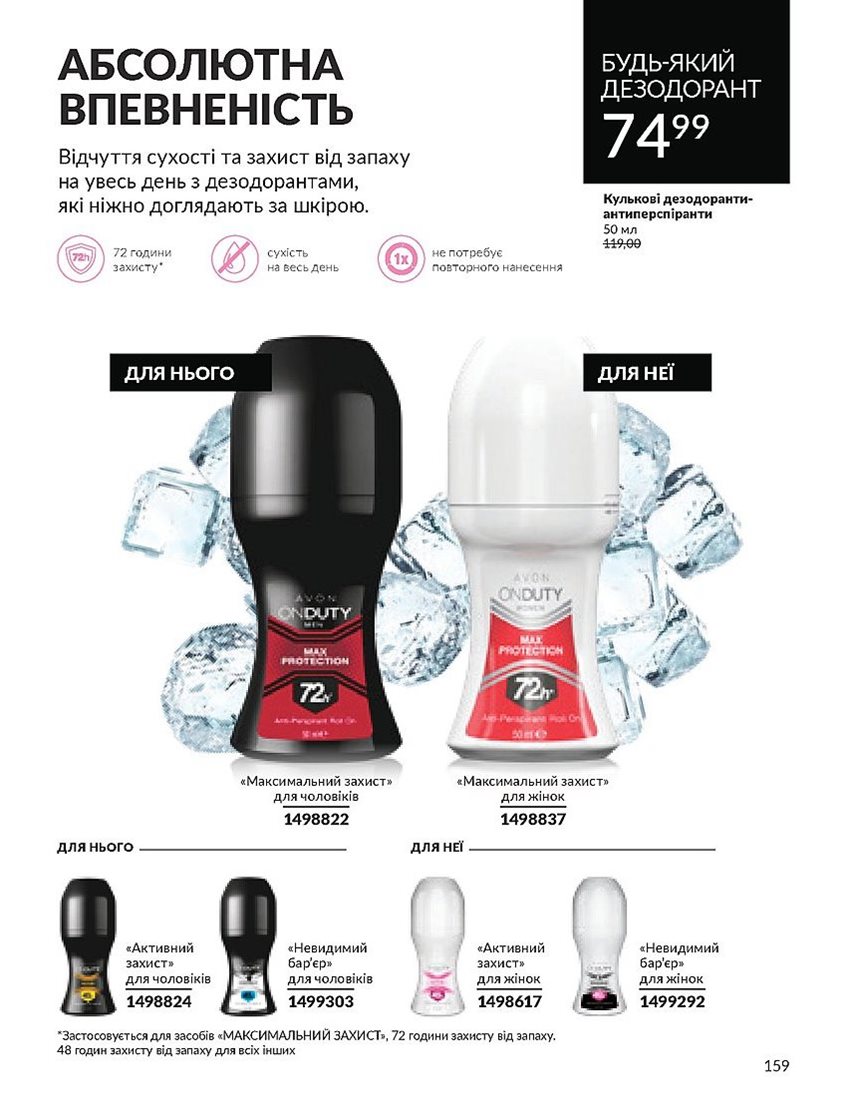 АБСОЛЮТНА
ВПЕВНЕНІСТЬ
Відчуття сухості та захист від запаху
на увесь день з дезодорантами,
які ніжно доглядають за шкірою.
72h
72 години
захисту*
сухість
на весь день
1x
не потребує
повторного нанесення
БУДЬ-ЯКИЙ
ДЕЗОДОРАНТ
74⁹⁹
Кулькові дезодоранти-
антиперспіранти
50 мл
119,00
ДЛЯ НЬОГО
AVON
ONDUTY
MEN
MAX
PROTECTION
72h
Anti-Perspirant Roll On
50 ml e
ДЛЯ НЕЇ
AVON
ONDUTY
WOMEN
MAX
PROTECTION
72h
Anti-Perspirant Roll On
50 ml e
«Максимальний захист»
для чоловіків
1498822
«Максимальний захист»
для жінок
1498837
ДЛЯ НЬОГО
ONDUTY
«Активний
захист»
для чоловіків
1498824
ONDUTY
«Невидимий
бар'єр»
для чоловіків
1499303
ДЛЯ НЕЇ
ONDUTY
«Активний
захист»
для жінок
1498617
ONDUTY
«Невидимий
бар'єр»
для жінок
1499292
*Застосовується для засобів «МАКСИМАЛЬНИЙ ЗАХИСТ», 72 години захисту від запаху.
48 годин захисту від запаху для всіх інших
159